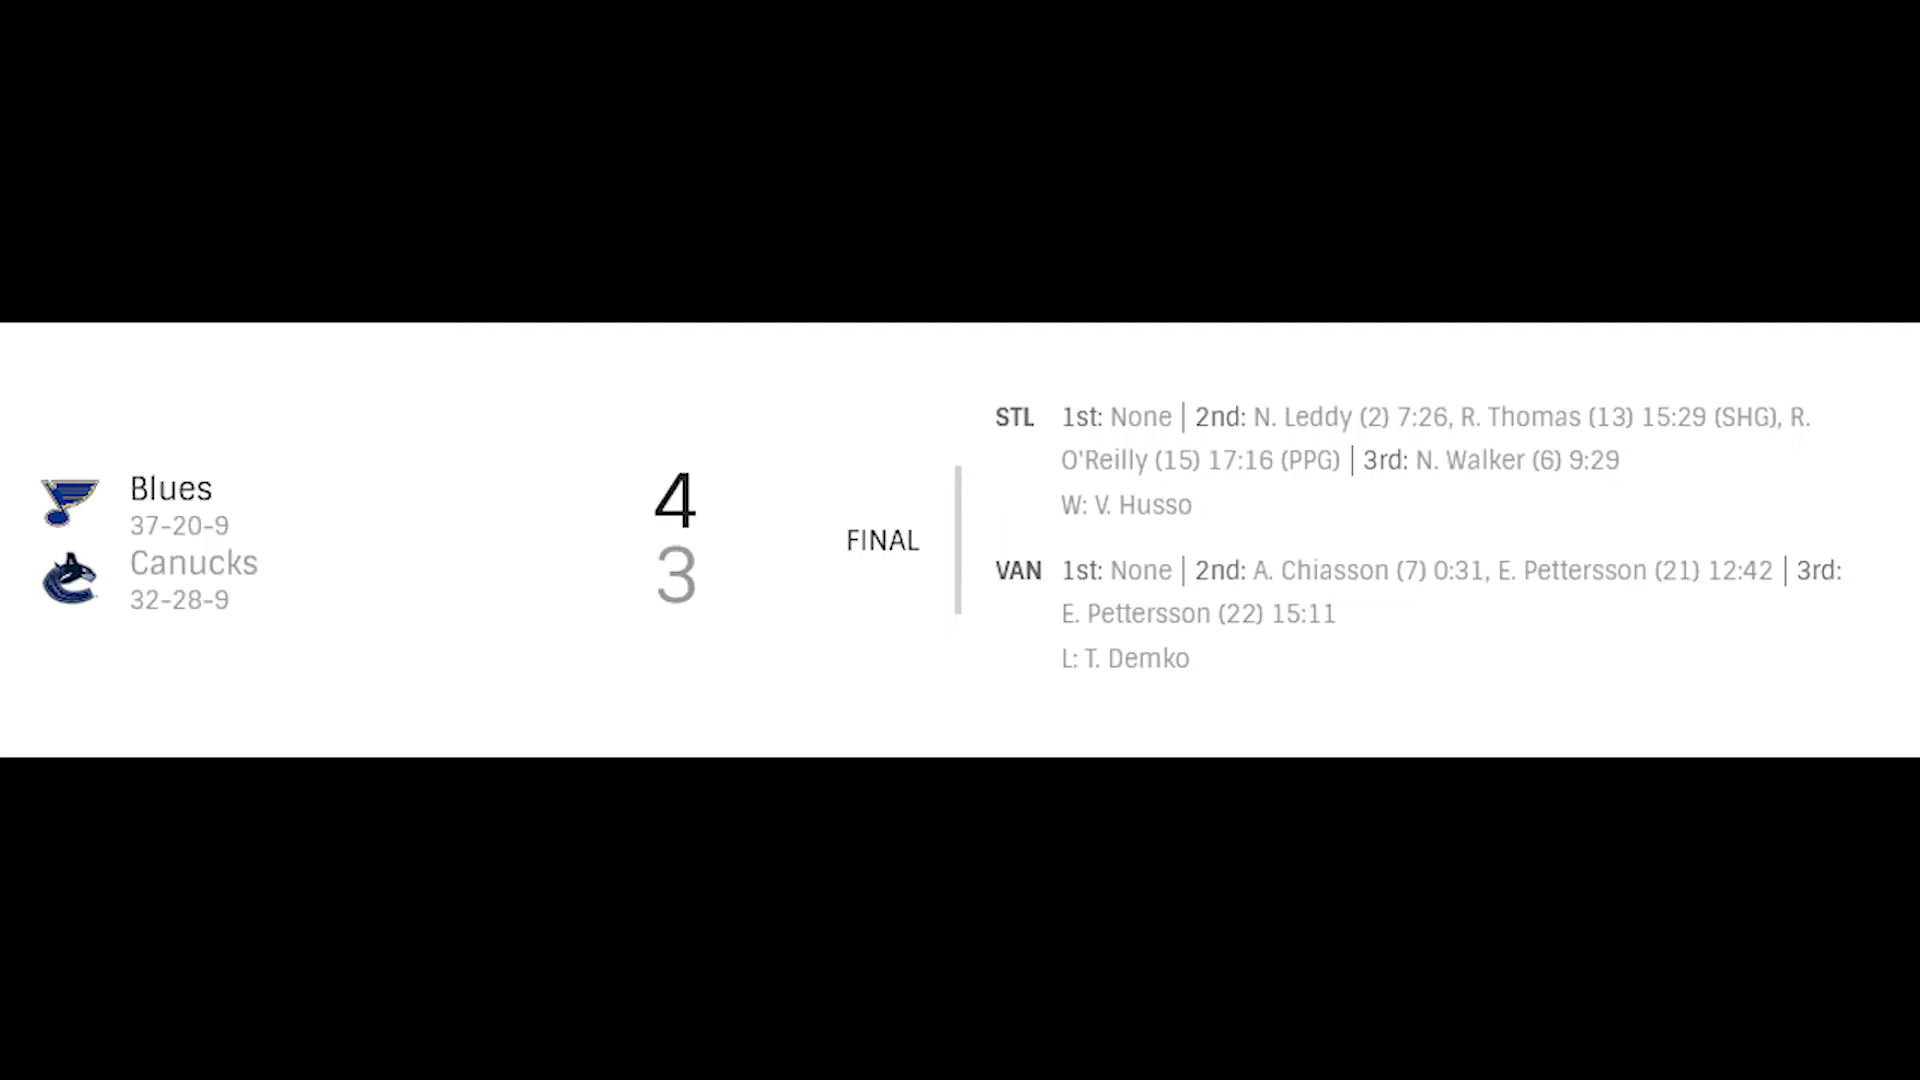 Blues
37-20-9
4
Canucks
32-28-9
3
FINAL
STL 1st: None | 2nd: N. Leddy (2) 7:26, R. Thomas (13) 15:29 (SHG), R.
O'Reilly (15) 17:16 (PPG) | 3rd: N. Walker (6) 9:29
W: V. Husso
VAN 1st: None | 2nd: A. Chiasson (7) 0:31, E. Pettersson (21) 12:42 | 3rd:
E. Pettersson (22) 15:11
L: T. Demko